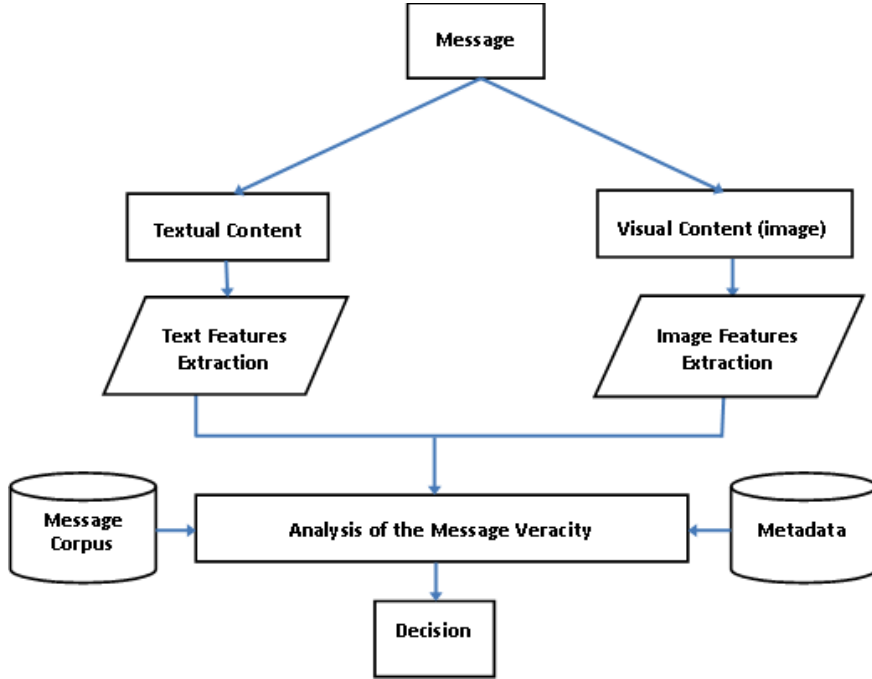 Message
Textual Content
Visual Content (image)
Text Features
Extraction
Image Features
Extraction
Message
Corpus
Analysis of the Message Veracity
Metadata
Decision